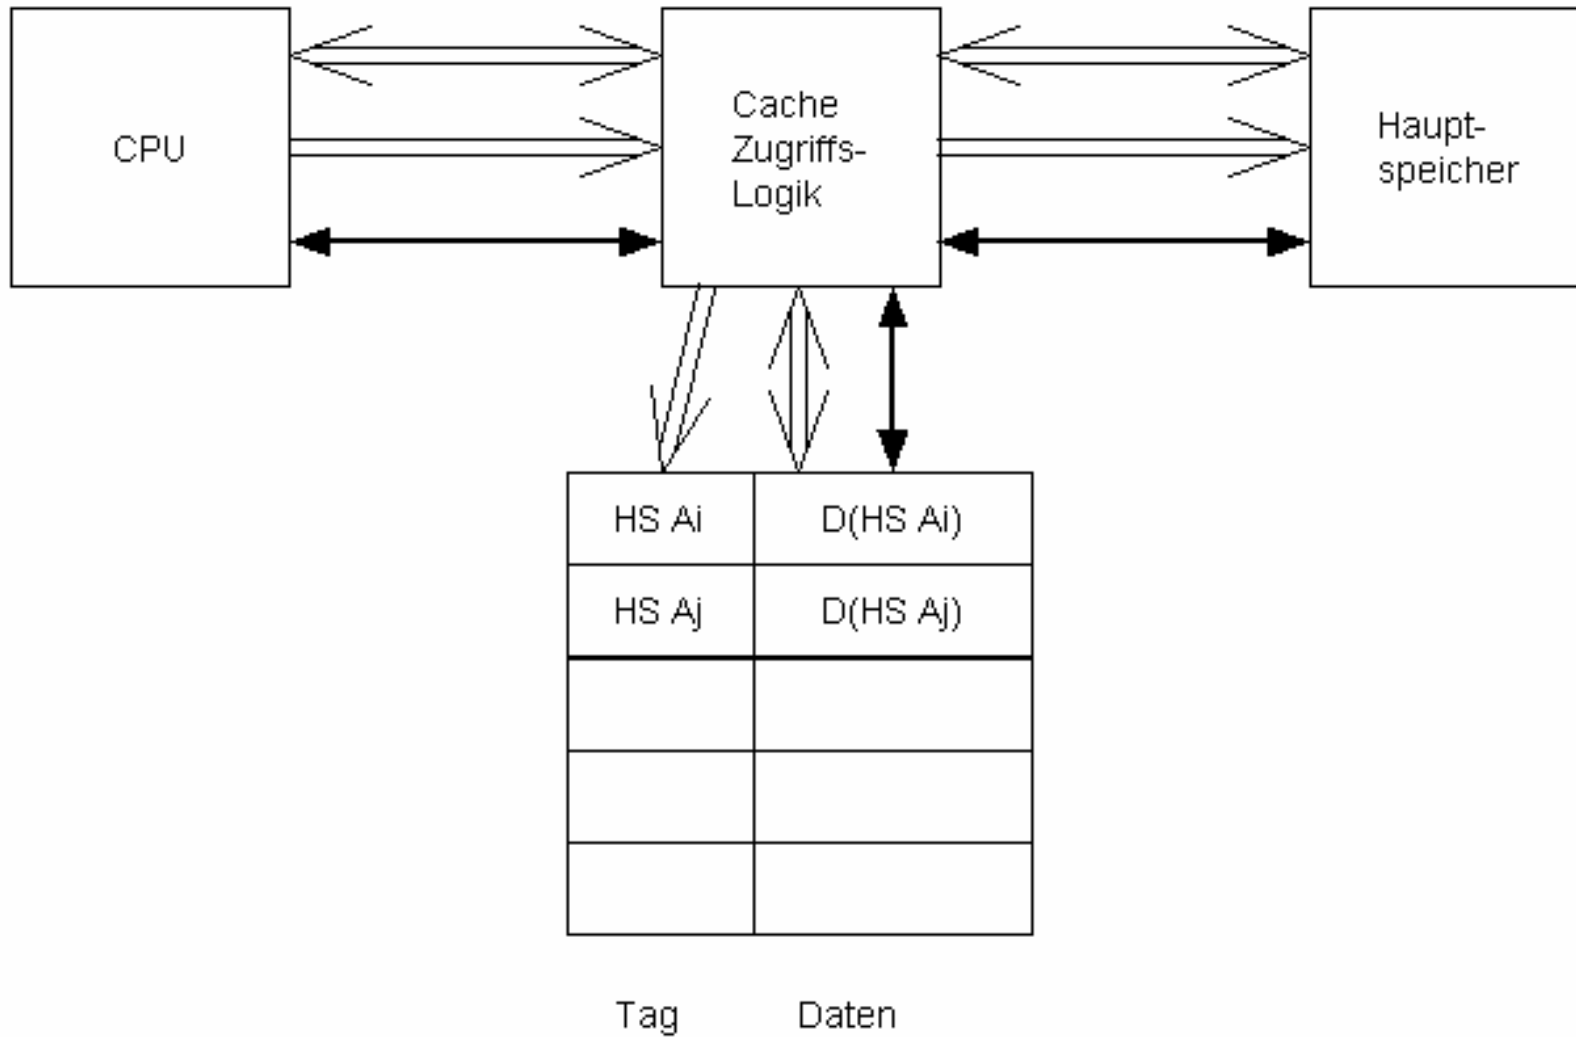 CPU
Cache
Zugriffs-
Logik
Haupt-
speicher
HS Ai
D(HS Ai)
HS Aj
D(HS Aj)
Tag
Daten